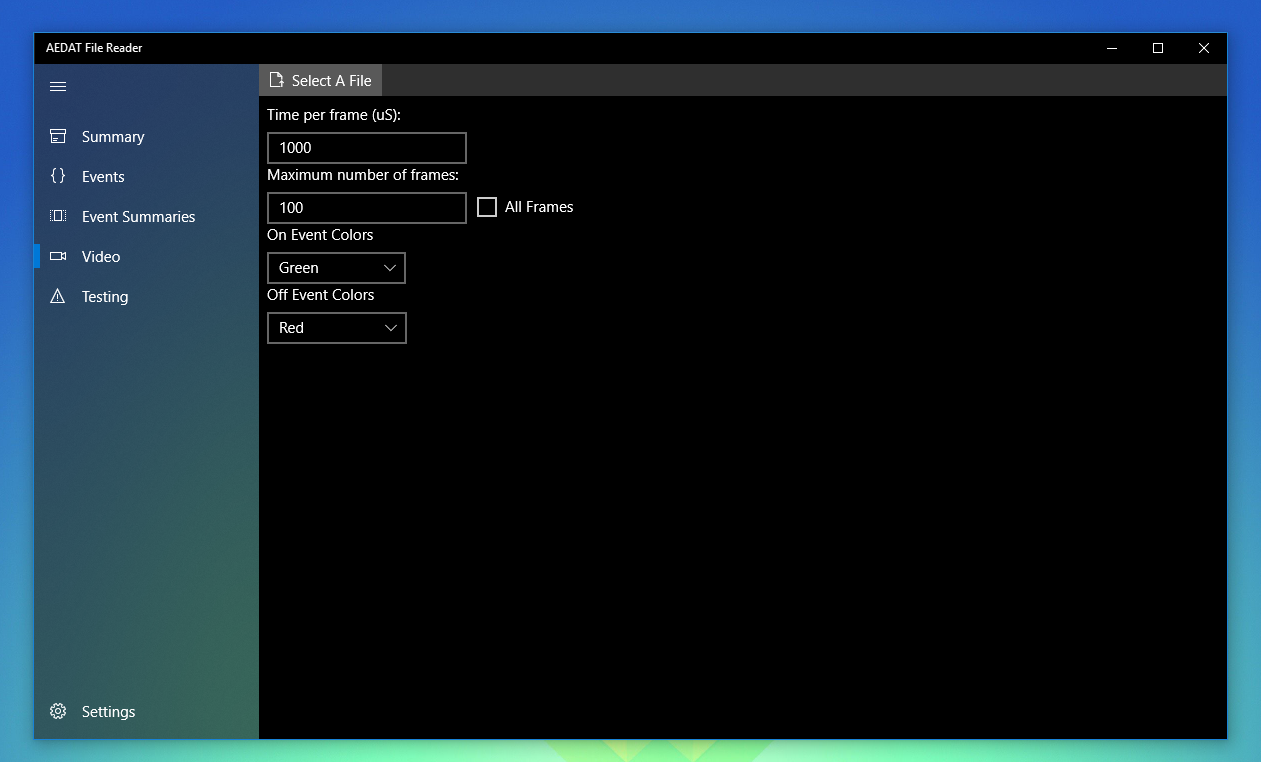 AEDAT File Reader
Select A File
Summary
Events
Event Summaries
Video
Testing
Settings
Time per frame (uS):
1000
Maximum number of frames:
100
All Frames
On Event Colors
Green
Off Event Colors
Red